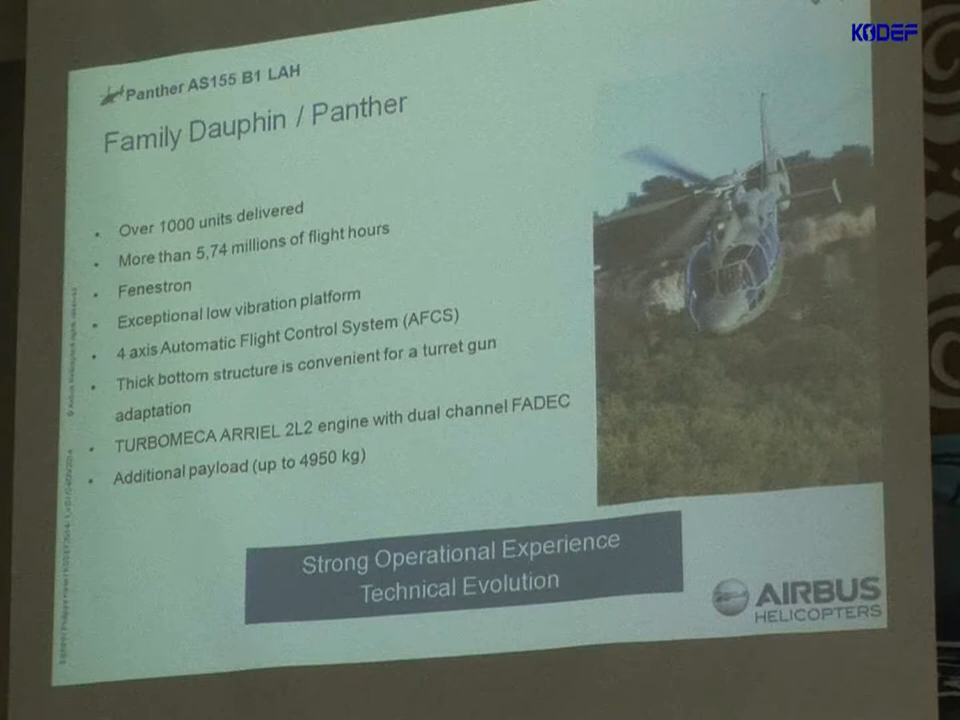 KODEF
Panther AS155 B1 LAH
Family Dauphin / Panther
• Over 1000 units delivered
• More than 5,74 millions of flight hours
• Fenestron
• Exceptional low vibration platform
• 4 axis Automatic Flight Control System (AFCS)
• Thick bottom structure is convenient for a turret gun
adaptation
• TURBOMECA ARRIEL 2L2 engine with dual channel FADEC
• Additional payload (up to 4950 kg)
Strong Operational Experience
Technical Evolution
AIRBUS
HELICOPTERS